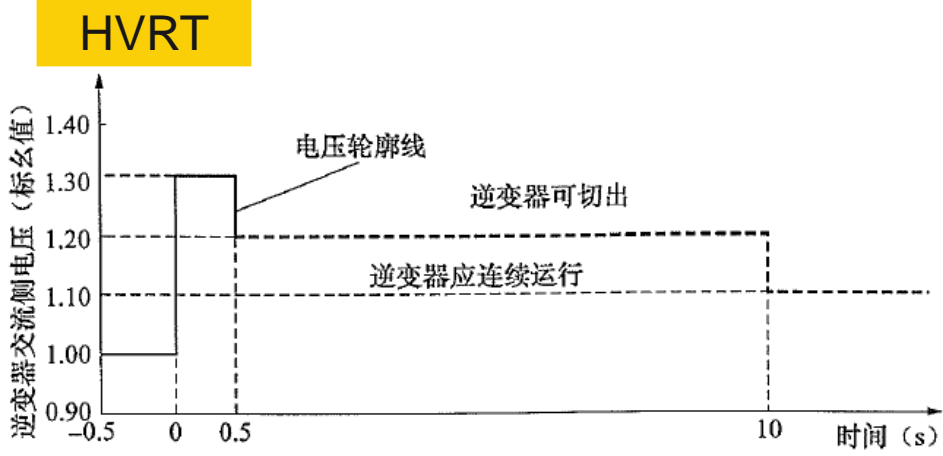 HVRT
逆变器交流侧电压（标幺值）
1.40
1.30
1.20
1.10
1.00
0.90
电压轮廓线
逆变器可切出
逆变器应连续运行
-0.5
0
0.5
10
时间（s）